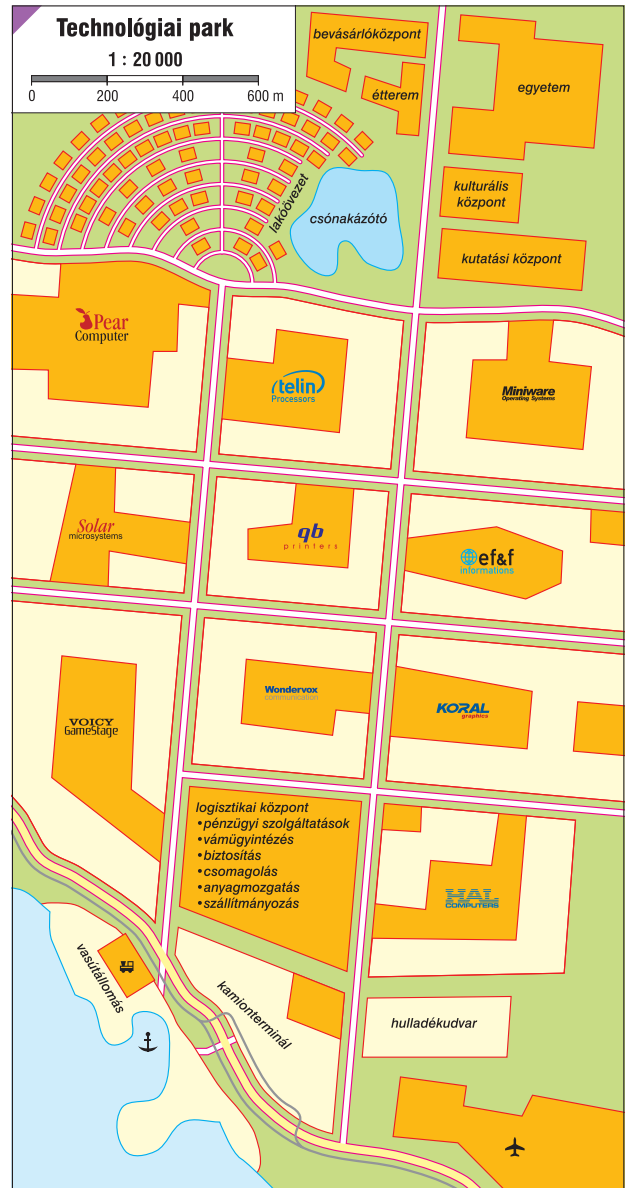 Technológiai park
1 : 20 000
0 200 400 600 m
bevásárlóközpont
étterem
egyetem
kulturális
központ
kutatási központ
lakóövezet
csónakázótó
Pear
Computer
telin
Processors
Miniware
Operating Systems
Solar
microsystems
qb
printers
ef&f
informations
VOICY
GameStage
Wondervox
communication
KORAL
graphics
logisztikai központ
•pénzügyi szolgáltatások
•vámügyintézés
•biztosítás
•csomagolás
•anyagmozgatás
•szállítmányozás
HAL
COMPUTERS
vasútállomás
kamionterminál
hulladékudvar